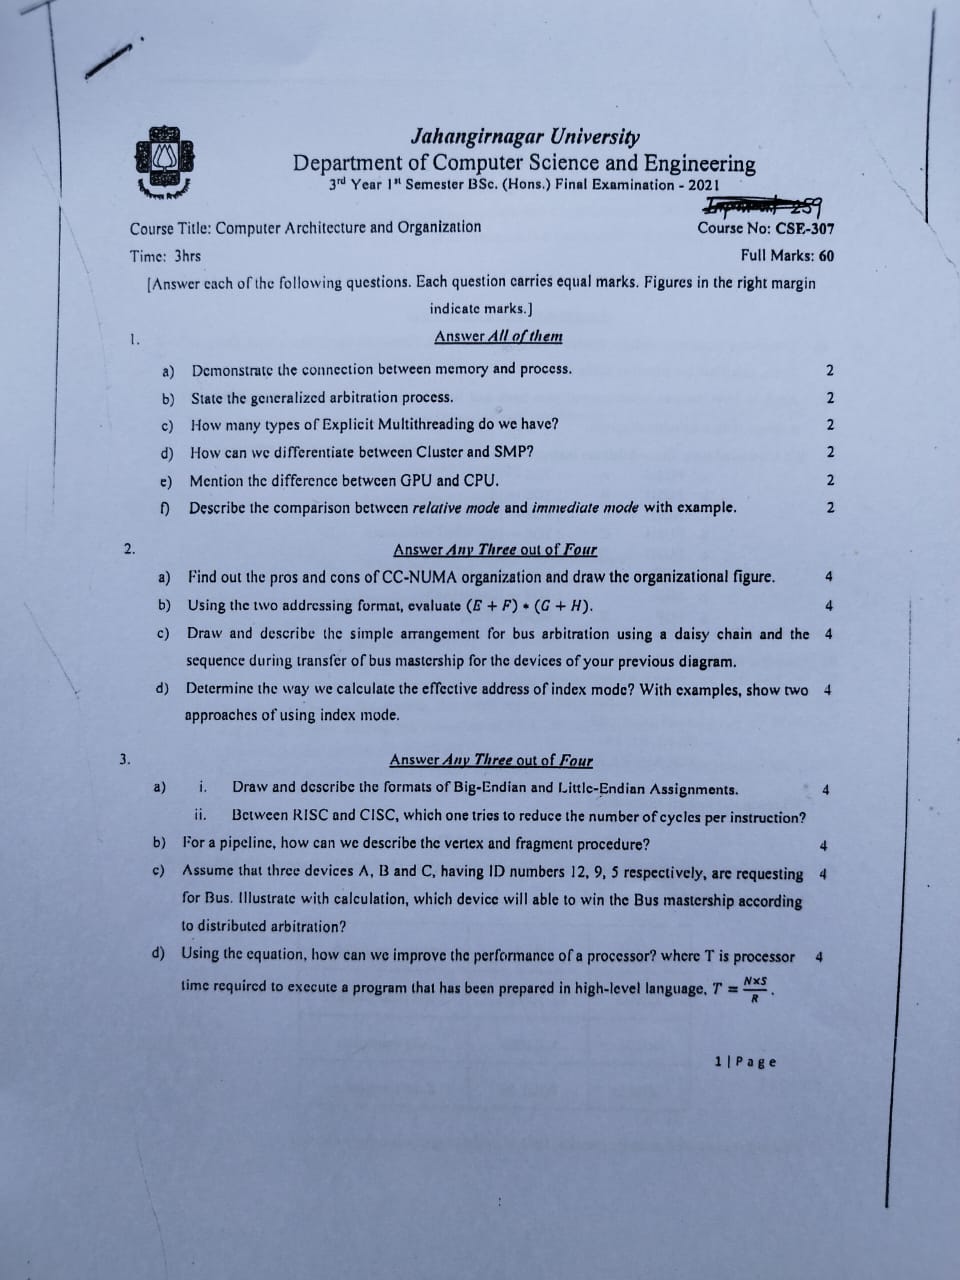 Jahangirnagar University
Department of Computer Science and Engineering
3rd Year 1st Semester BSc. (Hons.) Final Examination - 2021
259
Course Title: Computer Architecture and Organization Course No: CSE-307
Time: 3hrs Full Marks: 60
[Answer each of the following questions. Each question carries equal marks. Figures in the right margin
indicate marks.]
1. Answer All of them
a) Demonstrate the connection between memory and process. 2
b) State the generalized arbitration process. 2
c) How many types of Explicit Multithreading do we have? 2
d) How can we differentiate between Cluster and SMP? 2
e) Mention the difference between GPU and CPU. 2
f) Describe the comparison between relative mode and immediate mode with example. 2
2. Answer Any Three out of Four
a) Find out the pros and cons of CC-NUMA organization and draw the organizational figure. 4
b) Using the two addressing format, evaluate (E + F) * (G + H). 4
c) Draw and describe the simple arrangement for bus arbitration using a daisy chain and the 4
sequence during transfer of bus mastership for the devices of your previous diagram.
d) Determine the way we calculate the effective address of index mode? With examples, show two 4
approaches of using index mode.
3. Answer Any Three out of Four
a) i. Draw and describe the formats of Big-Endian and Little-Endian Assignments. 4
ii. Between RISC and CISC, which one tries to reduce the number of cycles per instruction?
b) For a pipeline, how can we describe the vertex and fragment procedure? 4
c) Assume that three devices A, B and C, having ID numbers 12, 9, 5 respectively, are requesting 4
for Bus. Illustrate with calculation, which device will able to win the Bus mastership according
to distributed arbitration?
d) Using the equation, how can we improve the performance of a processor? where T is processor 4
time required to execute a program that has been prepared in high-level language, T = N×S/R.
1 | Page